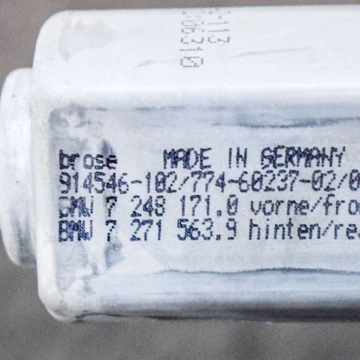 brose MADE IN GERMANY
914546-102/774-60237-02/0
BMW 7 248 171.0 vorne/fro
BMW 7 271 563.9 hinten/re